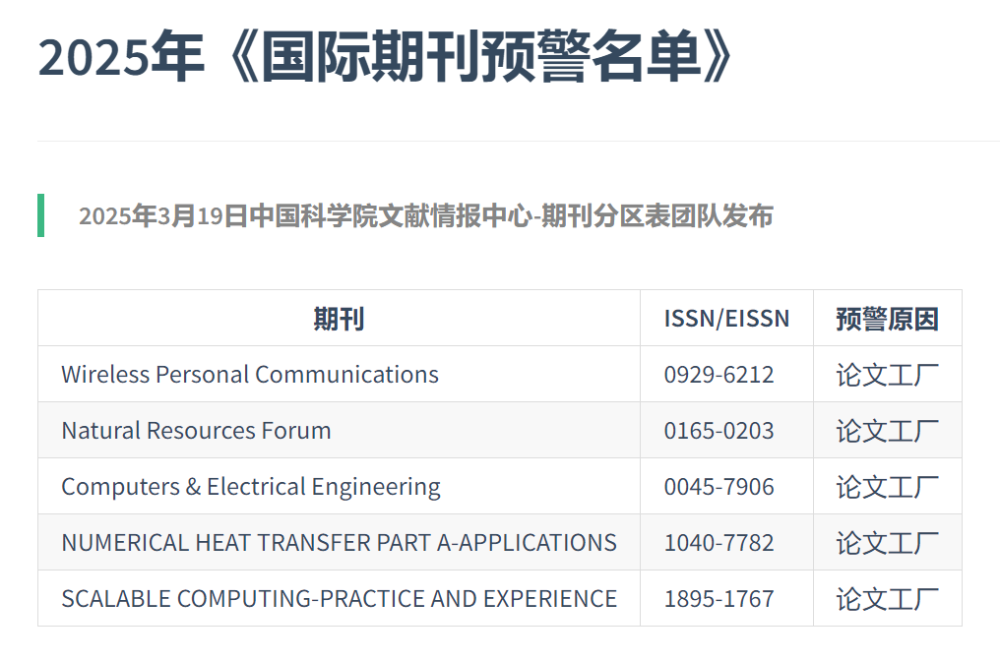 2025年《国际期刊预警名单》
2025年3月19日中国科学院文献情报中心-期刊分区表团队发布
期刊 ISSN/EISSN 预警原因
Wireless Personal Communications 0929-6212 论文工厂
Natural Resources Forum 0165-0203 论文工厂
Computers & Electrical Engineering 0045-7906 论文工厂
NUMERICAL HEAT TRANSFER PART A-APPLICATIONS 1040-7782 论文工厂
SCALABLE COMPUTING-PRACTICE AND EXPERIENCE 1895-1767 论文工厂